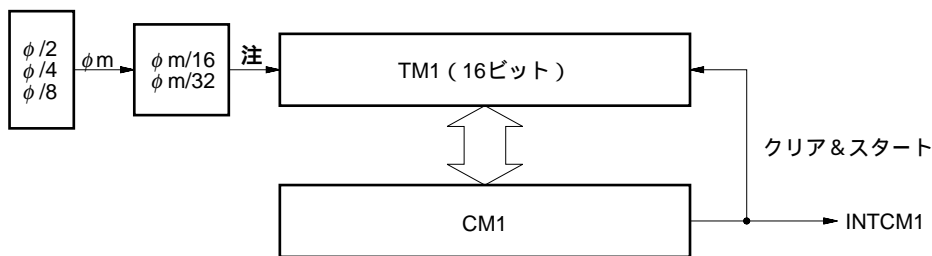 φ/2
φ/4
φ/8
φm
φm/16
φm/32
注
TM1（16ビット）
クリア＆スタート
CM1
INTCM1